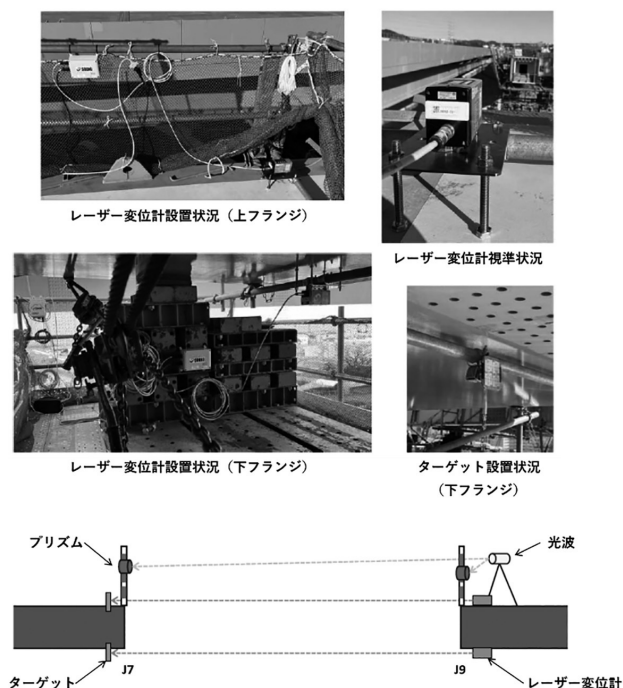 レーザー変位計設置状況（上フランジ）
レーザー変位計視準状況
レーザー変位計設置状況（下フランジ）
ターゲット設置状況
（下フランジ）
プリズム
光波
ターゲット
J7
J9
レーザー変位計